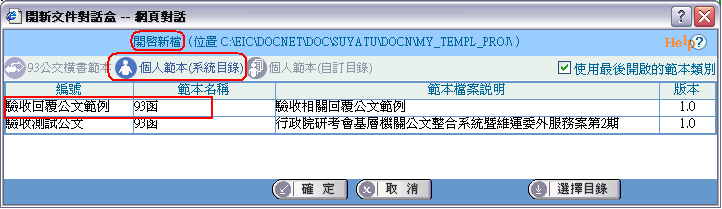 開新文件對話盒 -- 網頁對話
開啓新檔 (位置 C:\EIC\DOCNET\DOC\SUYATU\DOCN\MY_TEMPL_PROJ\)
Help?
93公文橫書範本 個人範本(系統目錄) 個人範本(自訂目錄) 使用最後開啟的範本類別
編號 範本名稱 範本檔案說明 版本
驗收回覆公文範例 93函 驗收相關回覆公文範例 1.0
驗收測試公文 93函 行政院研考會基層機關公文整合系統暨維運委外服務案第2期 1.0
確定 取消 選擇目錄